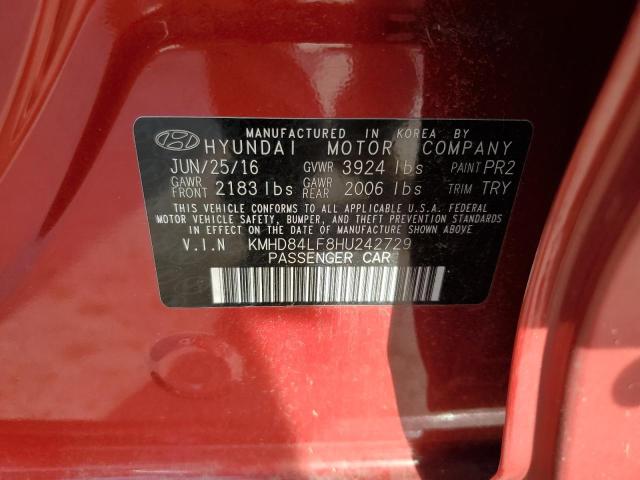 MANUFACTURED IN KOREA BY
HYUNDAI MOTOR COMPANY
JUN/25/16 GVWR 3924 lbs PAINT PR2
GAWR FRONT 2183 lbs GAWR REAR 2006 lbs TRIM TRY
THIS VEHICLE CONFORMS TO ALL APPLICABLE U.S.A. FEDERAL
MOTOR VEHICLE SAFETY, BUMPER, AND THEFT PREVENTION
STANDARDS IN EFFECT ON THE DATE OF MANUFACTURE SHOWN ABOVE.
V.I.N KMHD84LF8HU242729
PASSENGER CAR